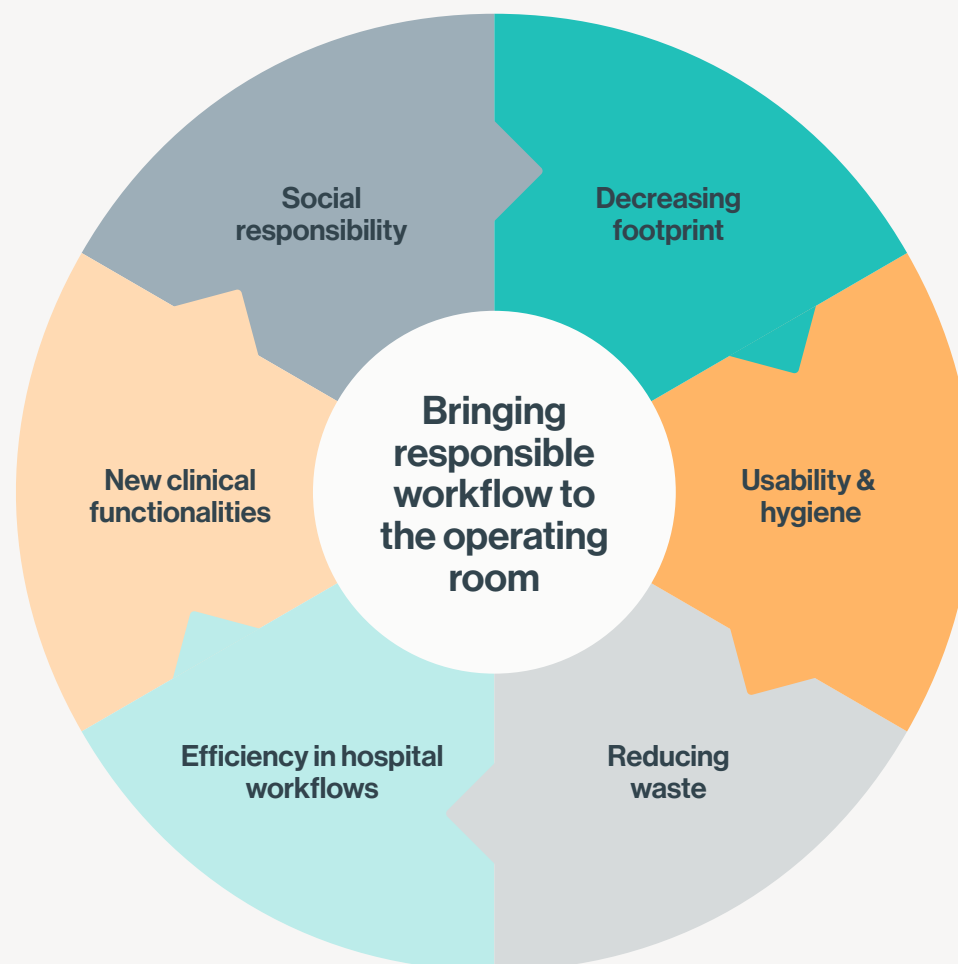 Social
responsibility
Decreasing
footprint
New clinical
functionalities
Bringing
responsible
workflow to
the operating
room
Usability &
hygiene
Efficiency in hospital
workflows
Reducing
waste